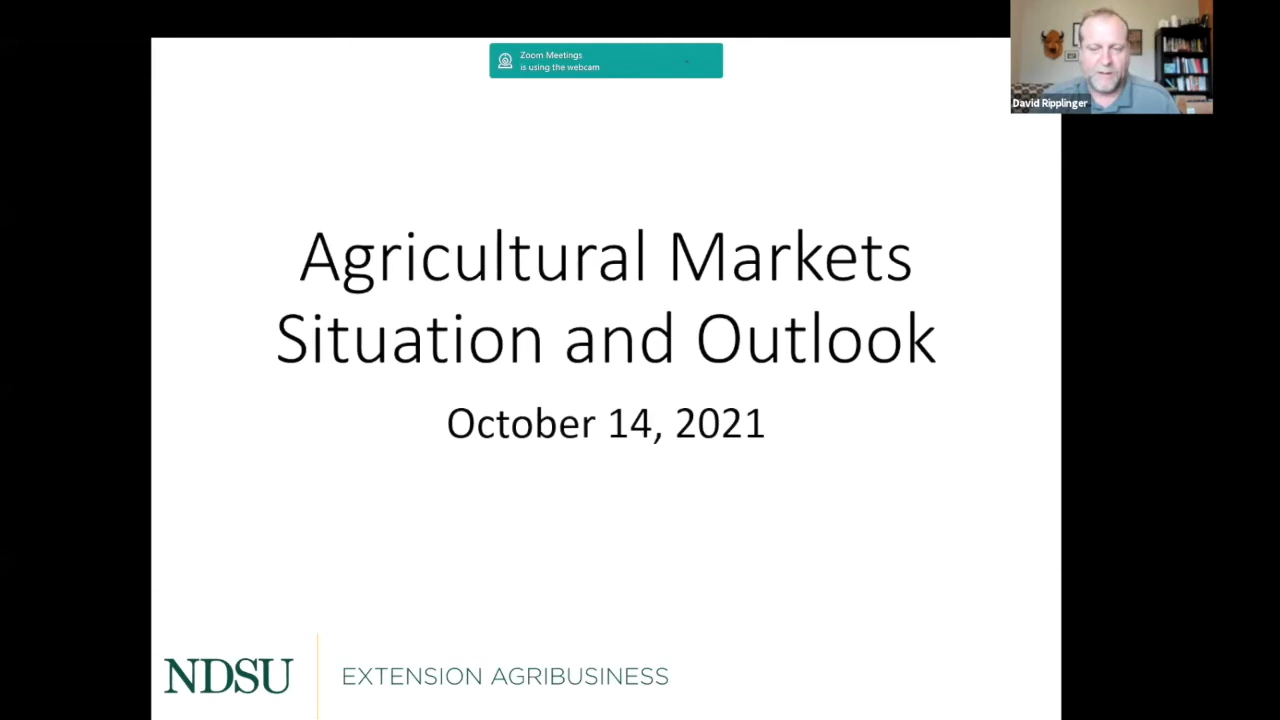 Zoom Meetings
is using the webcam
David Ripplinger
Agricultural Markets
Situation and Outlook
October 14, 2021
NDSU
EXTENSION AGRIBUSINESS